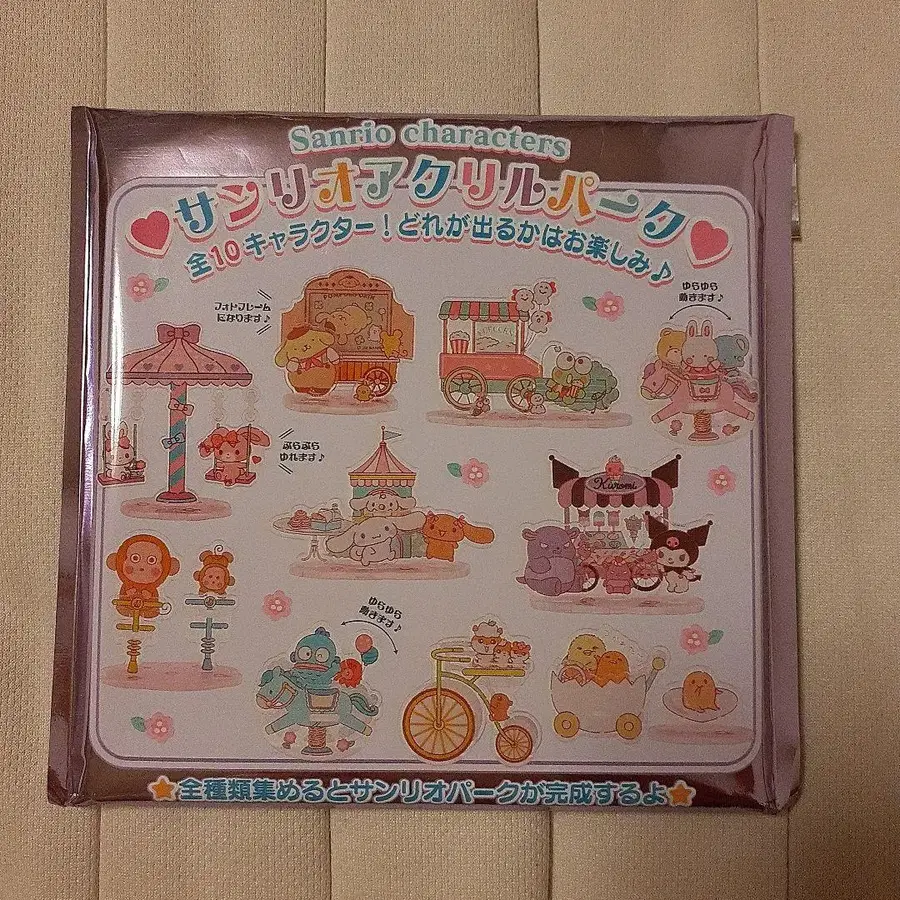 Sanrio characters
サンリオアクリルパーク
全10キャラクター!どれが出るかはお楽しみ♪
フォトフレーム
になります♪
ゆらゆら
動きます♪
ぶらぶら
ゆれます♪
Kuromi
ゆらゆら
動きます♪
全種類集めるとサンリオパークが完成するよ